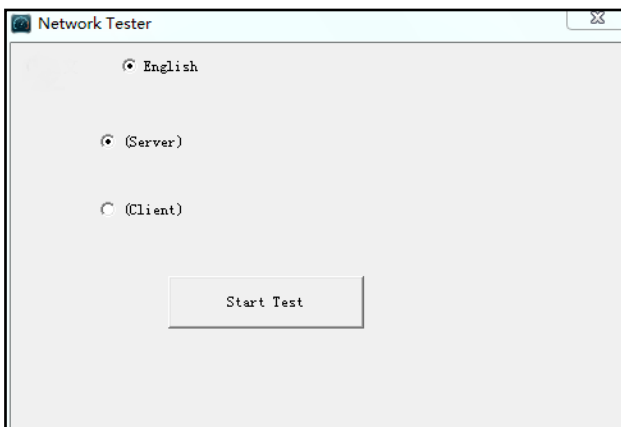 Network Tester
English
(Server)
(Client)
Start Test